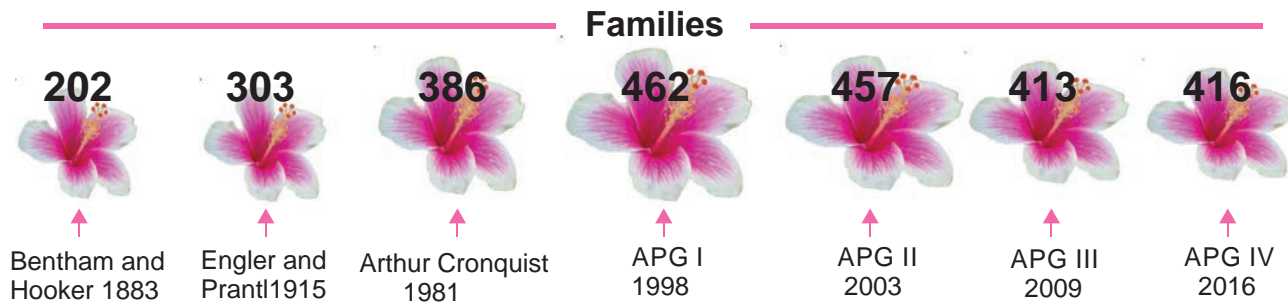 Families
202
303
386
462
457
413
416
Bentham and
Hooker 1883
Engler and
Prantl1915
Arthur Cronquist
1981
APG I
1998
APG II
2003
APG III
2009
APG IV
2016